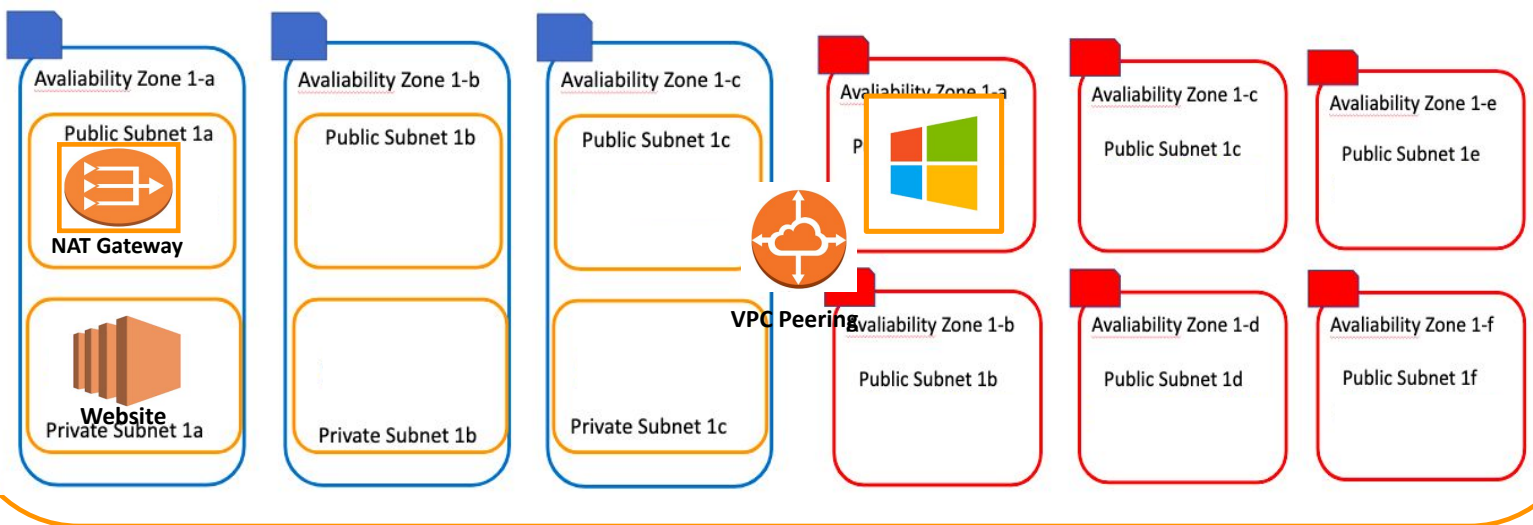 Avaliability Zone 1-a
Public Subnet 1a
NAT Gateway
Website
Private Subnet 1a
Avaliability Zone 1-b
Public Subnet 1b
Private Subnet 1b
Avaliability Zone 1-c
Public Subnet 1c
Private Subnet 1c
VPC Peering
Avaliability Zone 1-a
Avaliability Zone 1-c
Public Subnet 1c
Avaliability Zone 1-e
Public Subnet 1e
Avaliability Zone 1-b
Public Subnet 1b
Avaliability Zone 1-d
Public Subnet 1d
Avaliability Zone 1-f
Public Subnet 1f